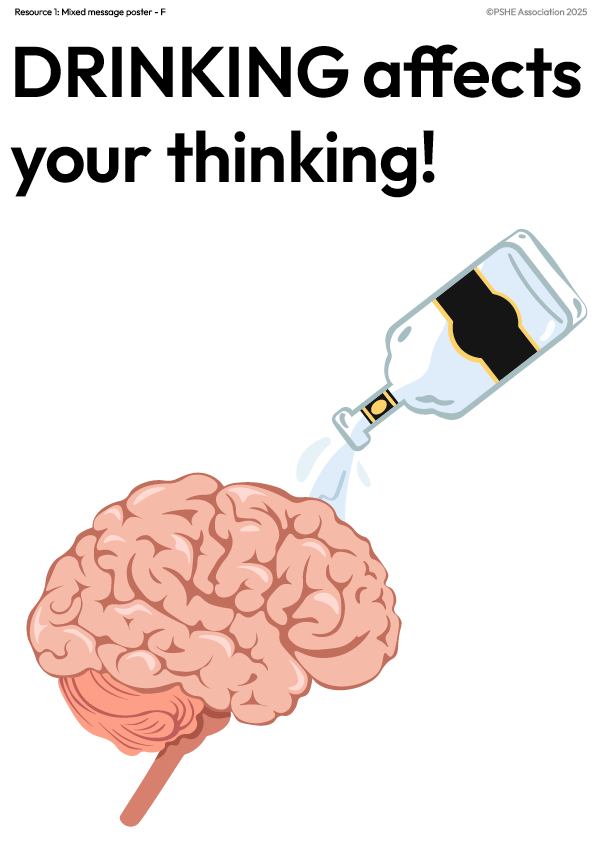 Resource 1: Mixed message poster - F
©PSHE Association 2025
DRINKING affects
your thinking!